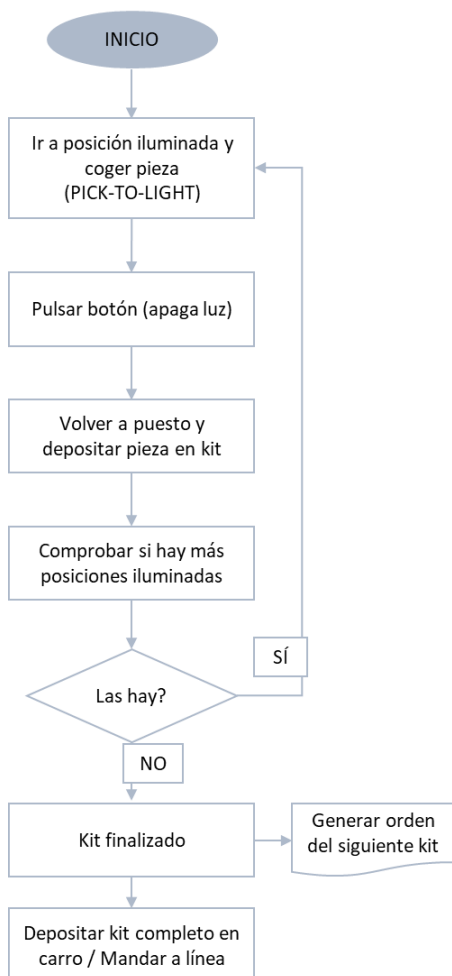 INICIO
Ir a posición iluminada y
coger pieza
(PICK-TO-LIGHT)
Pulsar botón (apaga luz)
Volver a puesto y
depositar pieza en kit
Comprobar si hay más
posiciones iluminadas
SÍ
Las hay?
NO
Kit finalizado
Generar orden
del siguiente kit
Depositar kit completo en
carro / Mandar a línea